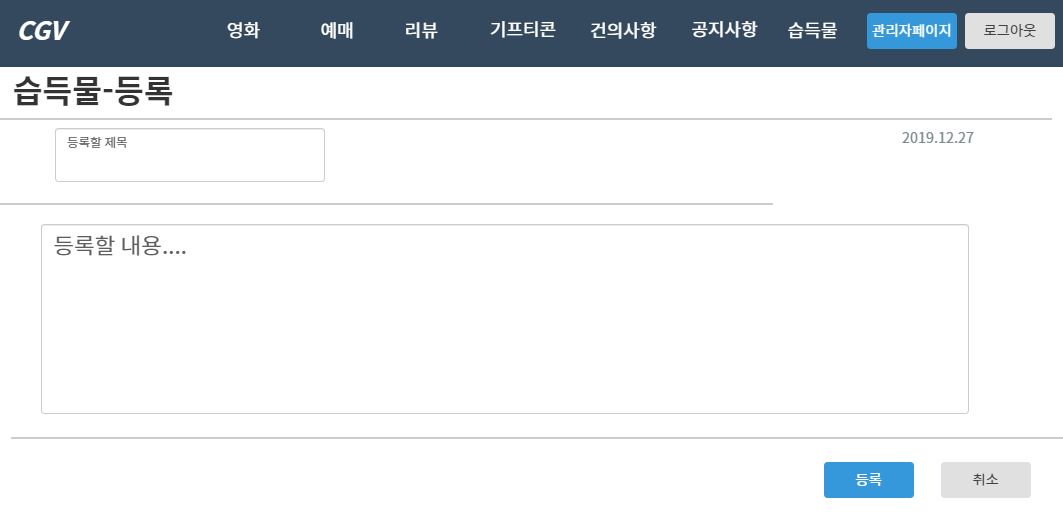 CGV 영화 예매 리뷰 기프티콘 건의사항 공지사항 습득물 관리자페이지 로그아웃
습득물-등록
등록할 제목 2019.12.27
등록할 내용....
등록 취소